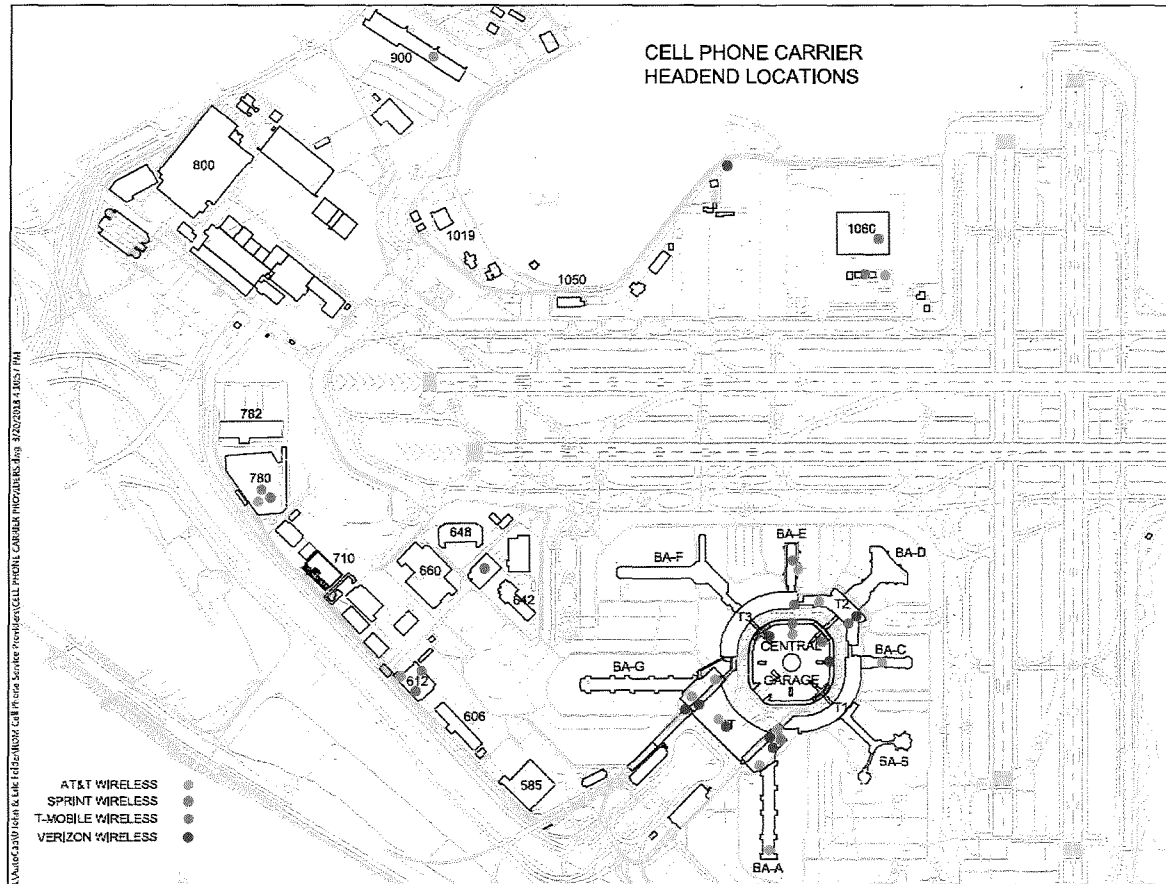 CELL PHONE CARRIER
HEADEND LOCATIONS
900
800
1019
1050
1060
782
780
710
648
660
642
612
606
585
BA-F
BA-E
BA-D
T3
T2
CENTRAL
GARAGE
BA-C
BA-G
T1
BA-A
AT&T WIRELESS
SPRINT WIRELESS
T-MOBILE WIRELESS
VERIZON WIRELESS